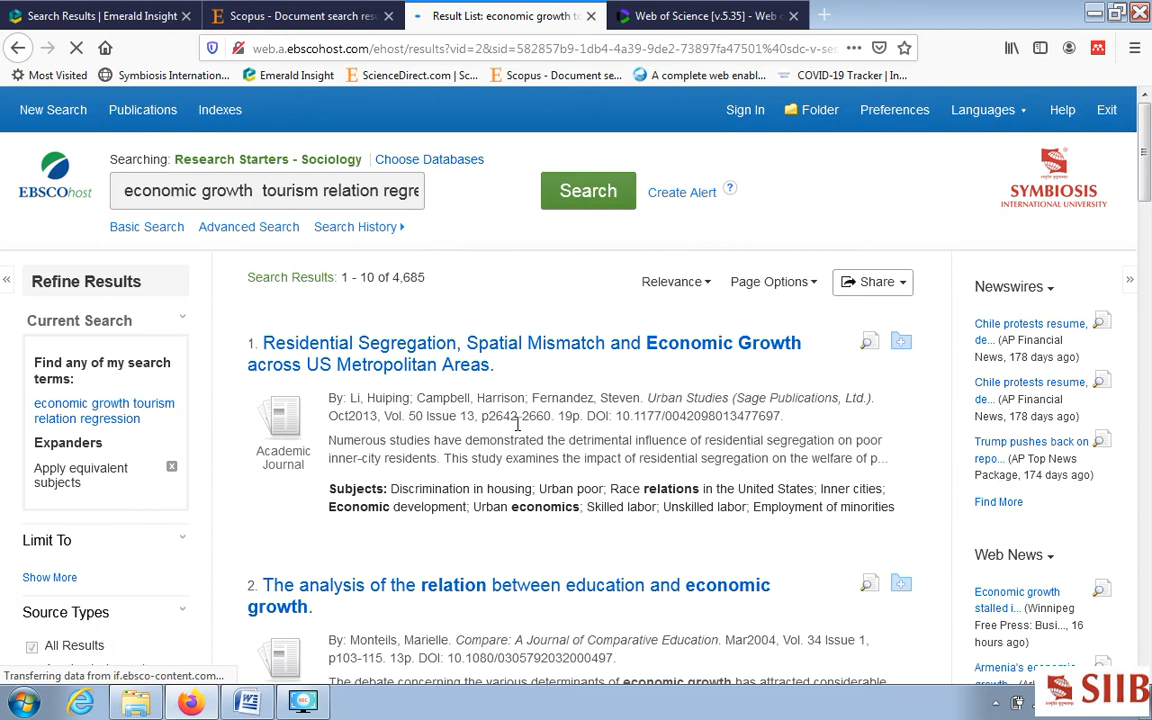 Search Results | Emerald Insight
Scopus - Document search resu
Result List: economic growth to
Web of Science [v.5.35] - Web o
web.a.ebscohost.com/ehost/results?vid=2&sid=582857b9-1db4-4a39-9de2-73897fa47501%40sdc-v-ses
Most Visited
Symbiosis Internation...
Emerald Insight
ScienceDirect.com | Sc...
Scopus - Document se...
A complete web enabl...
COVID-19 Tracker | In...
New Search
Publications
Indexes
Sign In
Folder
Preferences
Languages
Help
Exit
Searching: Research Starters - Sociology
Choose Databases
EBSCOhost
economic growth  tourism relation regre
Search
Create Alert
?
SYMBIOSIS
INTERNATIONAL UNIVERSITY
Basic Search
Advanced Search
Search History
«
Refine Results
Current Search
Find any of my search
terms:
economic growth tourism
relation regression
Expanders
Apply equivalent
subjects
Limit To
Show More
Source Types
All Results
Search Results: 1 - 10 of 4,685
Relevance
Page Options
Share
1. Residential Segregation, Spatial Mismatch and Economic Growth
across US Metropolitan Areas.
By: Li, Huiping; Campbell, Harrison; Fernandez, Steven. Urban Studies (Sage Publications, Ltd.).
Oct2013, Vol. 50 Issue 13, p2642-2660. 19p. DOI: 10.1177/0042098013477697.
Academic
Journal
Numerous studies have demonstrated the detrimental influence of residential segregation on poor
inner-city residents. This study examines the impact of residential segregation on the welfare of p...
Subjects: Discrimination in housing; Urban poor; Race relations in the United States; Inner cities;
Economic development; Urban economics; Skilled labor; Unskilled labor; Employment of minorities
2. The analysis of the relation between education and economic
growth.
By: Monteils, Marielle. Compare: A Journal of Comparative Education. Mar2004, Vol. 34 Issue 1,
p103-115. 13p. DOI: 10.1080/0305792032000497.
The debate concerning the various determinants of economic growth has attracted considerable
»
Newswires
Chile protests resume,
de... (AP Financial
News, 178 days ago)
Chile protests resume,
de... (AP Financial
News, 178 days ago)
Trump pushes back on
repo... (AP Top News
Package, 174 days ago)
Find More
Web News
Economic growth
stalled i... (Winnipeg
Free Press: Busi..., 16
hours ago)
Armenia's economic
Transferring data from if.ebsco-content.com...
SIIB